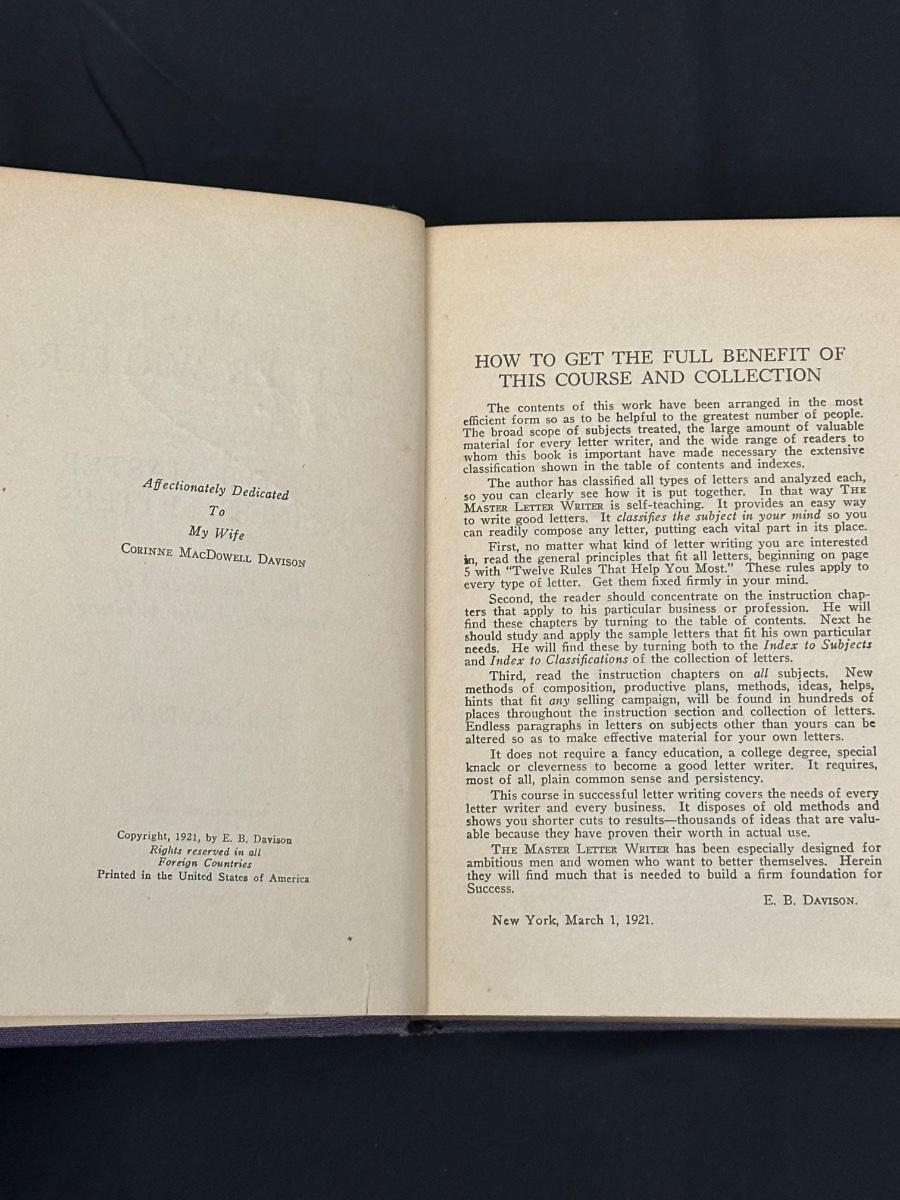 Affectionately Dedicated
To
My Wife
Corinne MacDowell Davison
Copyright, 1921, by E. B. Davison
Rights reserved in all
Foreign Countries
Printed in the United States of America
HOW TO GET THE FULL BENEFIT OF
THIS COURSE AND COLLECTION
The contents of this work have been arranged in the most
efficient form so as to be helpful to the greatest number of people.
The broad scope of subjects treated, the large amount of valuable
material for every letter writer, and the wide range of readers to
whom this book is important have made necessary the extensive
classification shown in the table of contents and indexes.
The author has classified all types of letters and analyzed each,
so you can clearly see how it is put together. In that way The
Master Letter Writer is self-teaching. It provides an easy way
to write good letters. It classifies the subject in your mind so you
can readily compose any letter, putting each vital part in its place.
First, no matter what kind of letter writing you are interested
in, read the general principles that fit all letters, beginning on page
5 with "Twelve Rules That Help You Most." These rules apply to
every type of letter. Get them fixed firmly in your mind.
Second, the reader should concentrate on the instruction chap-
ters that apply to his particular business or profession. He will
find these chapters by turning to the table of contents. Next he
should study and apply the sample letters that fit his own particular
needs. He will find these by turning both to the Index to Subjects
and Index to Classifications of the collection of letters.
Third, read the instruction chapters on all subjects. New
methods of composition, productive plans, methods, ideas, helps,
hints that fit any selling campaign, will be found in hundreds of
places throughout the instruction section and collection of letters.
Endless paragraphs in letters on subjects other than yours can be
altered so as to make effective material for your own letters.
It does not require a fancy education, a college degree, special
knack or cleverness to become a good letter writer. It requires,
most of all, plain common sense and persistency.
This course in successful letter writing covers the needs of every
letter writer and every business. It disposes of old methods and
shows you shorter cuts to results—thousands of ideas that are valu-
able because they have proven their worth in actual use.
The Master Letter Writer has been especially designed for
ambitious men and women who want to better themselves. Herein
they will find much that is needed to build a firm foundation for
Success.
E. B. Davison.
New York, March 1, 1921.